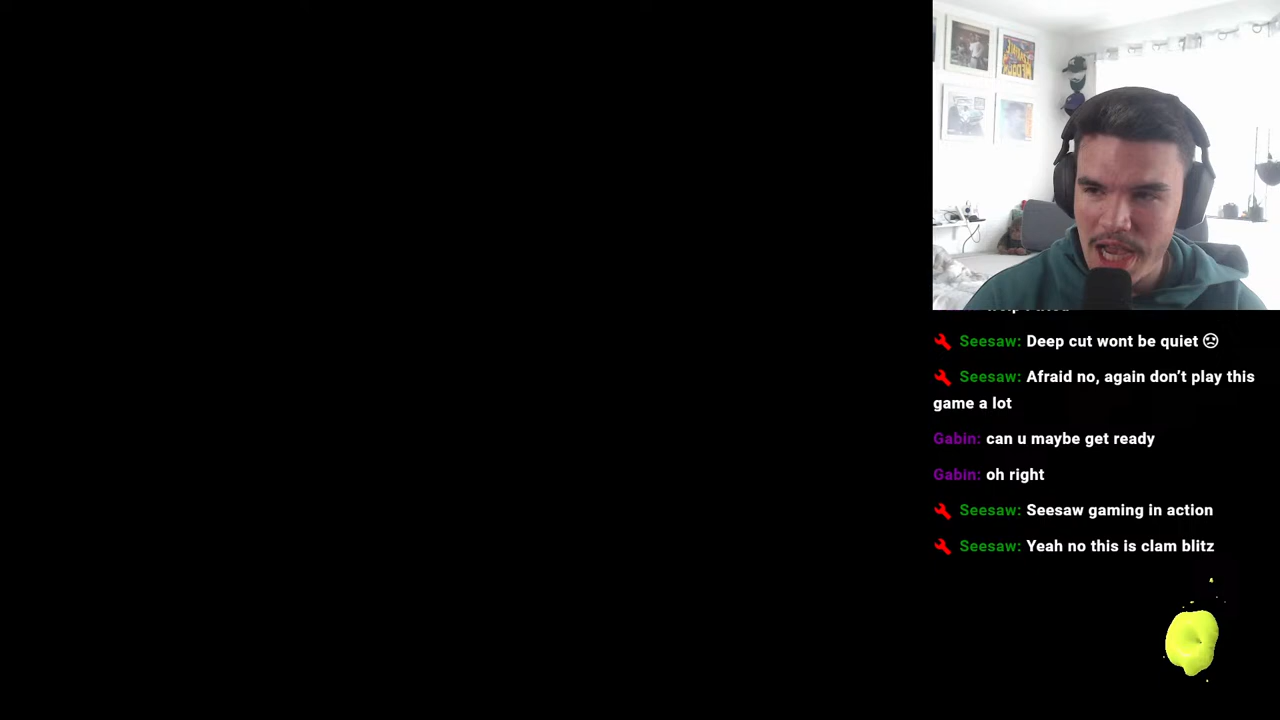 Seesaw: Deep cut wont be quiet ☹
Seesaw: Afraid no, again don’t play this
game a lot
Gabin: can u maybe get ready
Gabin: oh right
Seesaw: Seesaw gaming in action
Seesaw: Yeah no this is clam blitz